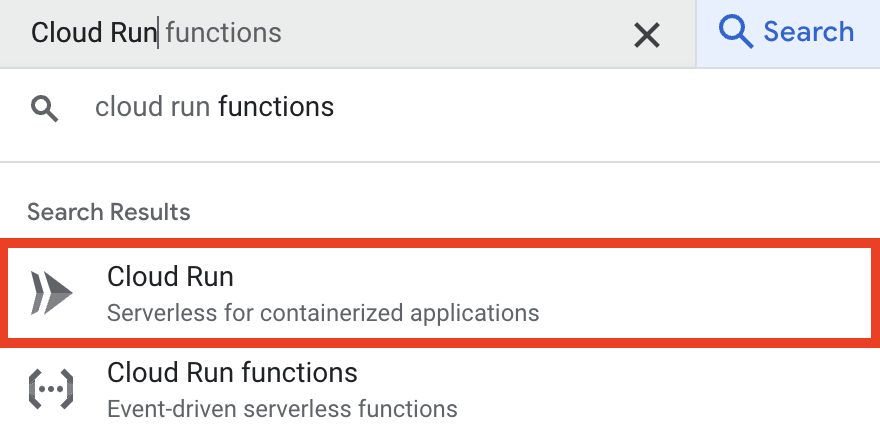 Cloud Run functions
Search
cloud run functions
Search Results
Cloud Run
Serverless for containerized applications
Cloud Run functions
Event-driven serverless functions